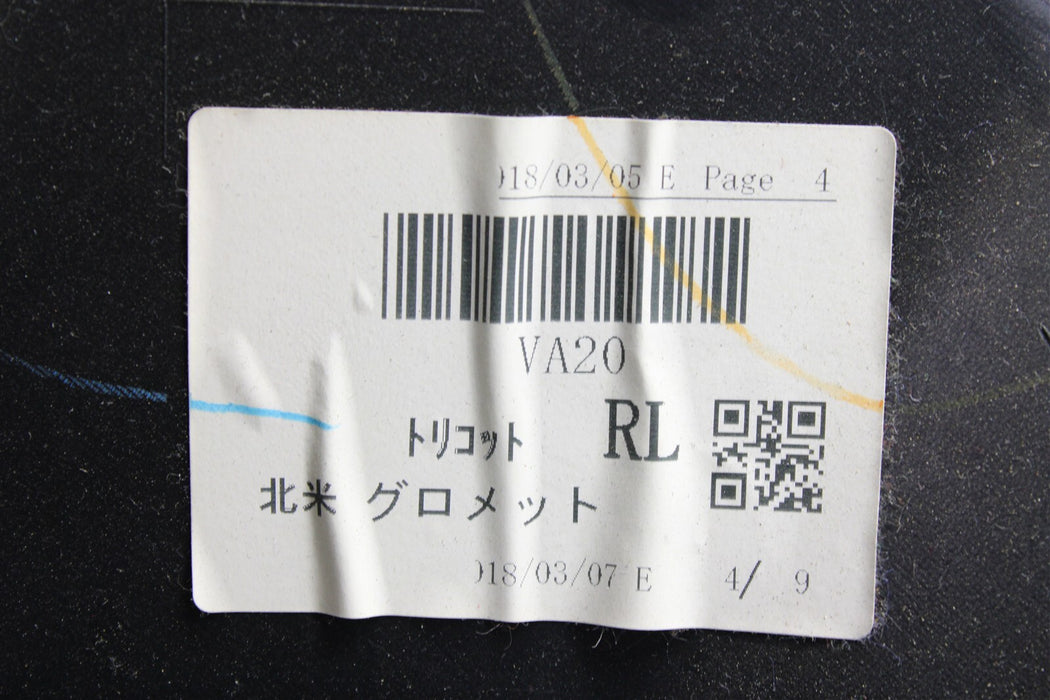 018/03/05 E Page 4
VA20
トリコット RL
北米 グロメット
018/03/07 E 4/ 9